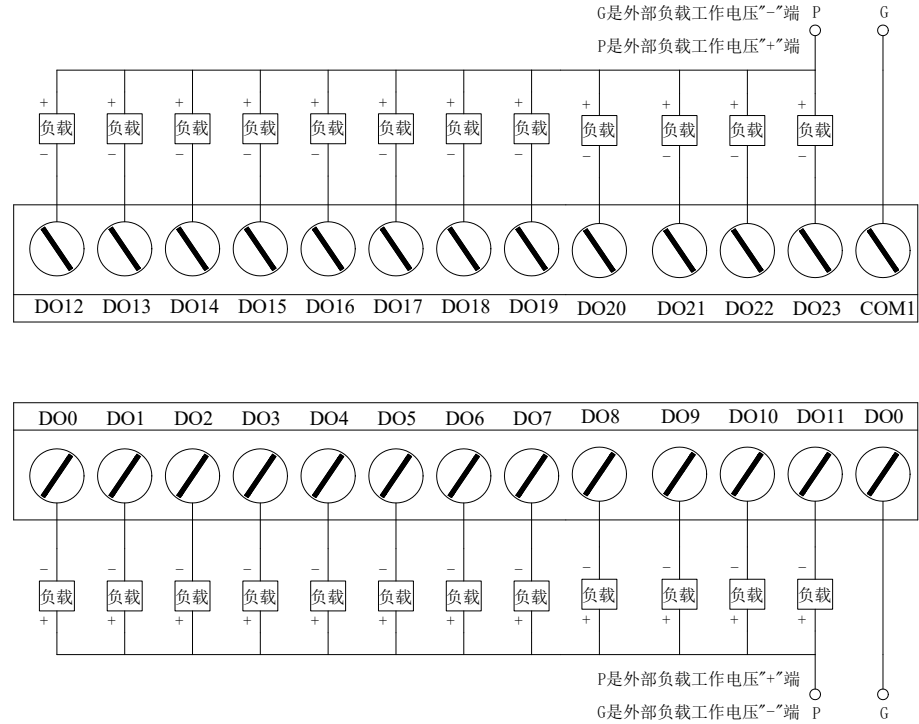 G是外部负载工作电压"-"端 P G
P是外部负载工作电压"+"端
+ + + + + + + + + + + +
负载 负载 负载 负载 负载 负载 负载 负载 负载 负载 负载 负载
- - - - - - - - - - - -
DO12 DO13 DO14 DO15 DO16 DO17 DO18 DO19 DO20 DO21 DO22 DO23 COM1
DO0 DO1 DO2 DO3 DO4 DO5 DO6 DO7 DO8 DO9 DO10 DO11 DO0
- - - - - - - - - - - -
负载 负载 负载 负载 负载 负载 负载 负载 负载 负载 负载 负载
+ + + + + + + + + + + +
P是外部负载工作电压"+"端
G是外部负载工作电压"-"端 P G